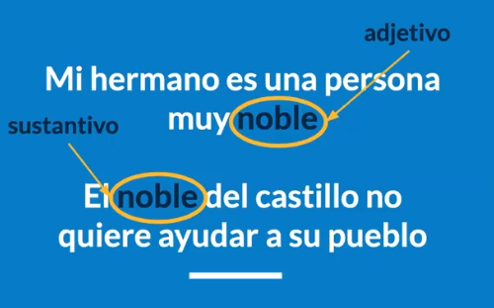 adjetivo
Mi hermano es una persona
muy noble
sustantivo
El noble del castillo no
quiere ayudar a su pueblo